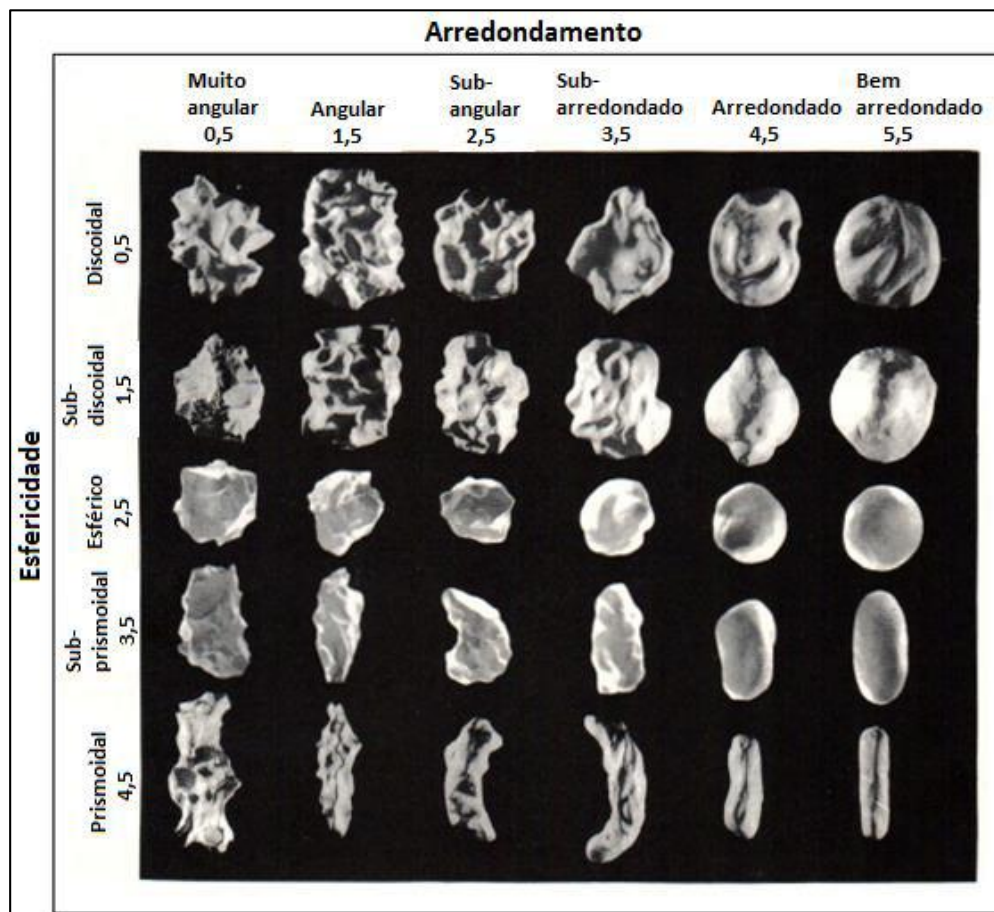 Arredondamento
Muito
angular
0,5
Angular
1,5
Sub-
angular
2,5
Sub-
arredondado
3,5
Arredondado
4,5
Bem
arredondado
5,5
Esfericidade
Discoidal
0,5
Sub-
discoidal
1,5
Esférico
2,5
Sub-
prismoidal
3,5
Prismoidal
4,5